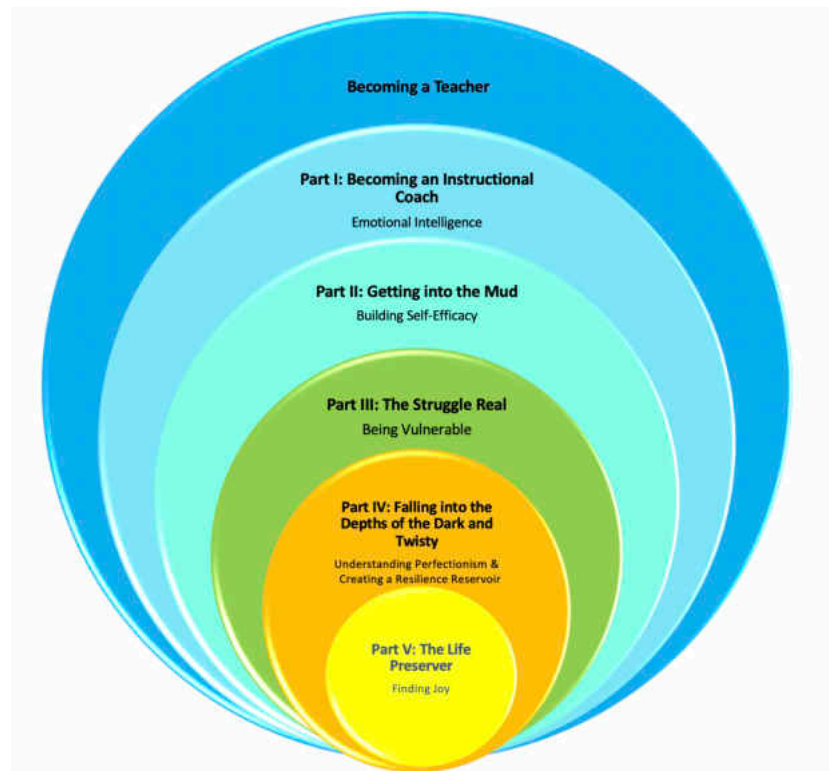 Becoming a Teacher
Part I: Becoming an Instructional
Coach
Emotional Intelligence
Part II: Getting into the Mud
Building Self-Efficacy
Part III: The Struggle Real
Being Vulnerable
Part IV: Falling into the
Depths of the Dark and
Twisty
Understanding Perfectionism &
Creating a Resilience Reservoir
Part V: The Life
Preserver
Finding Joy